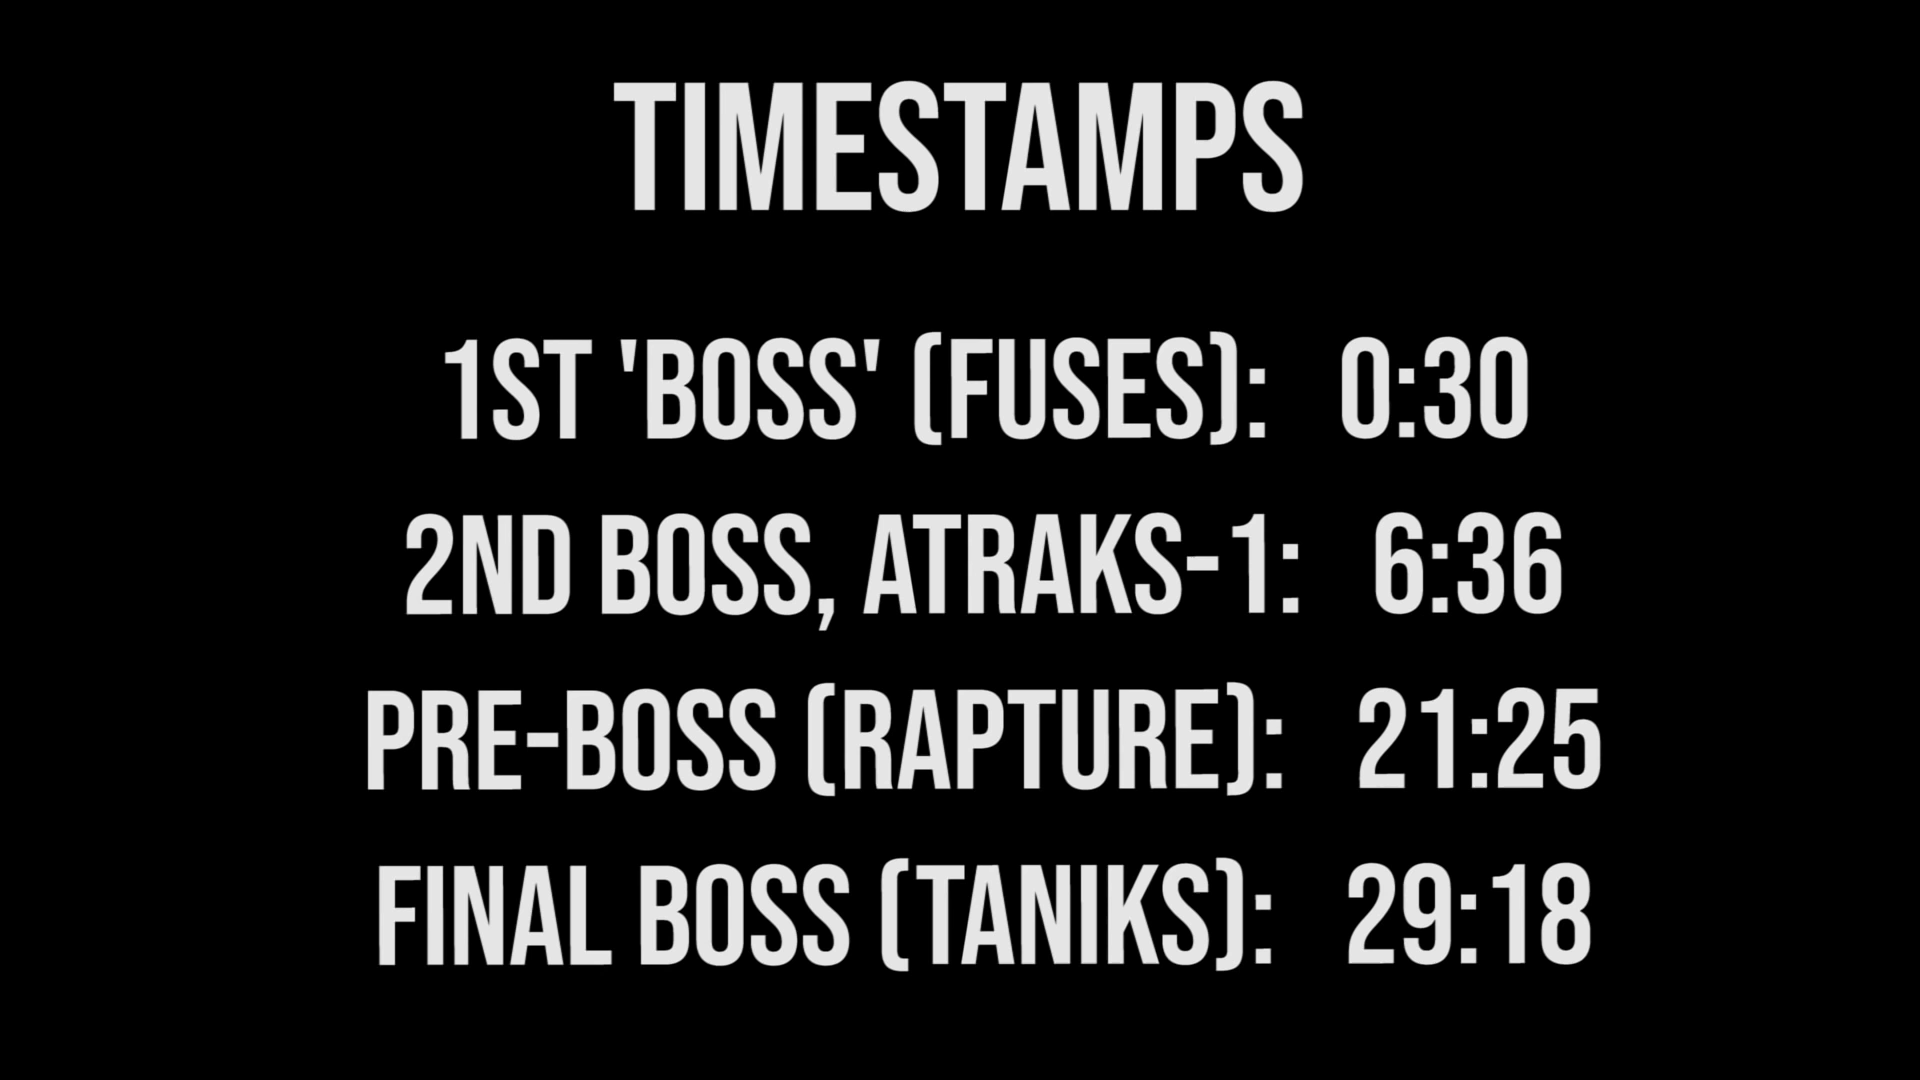 TIMESTAMPS
1ST 'BOSS' (FUSES): 0:30
2ND BOSS, ATRAKS-1: 6:36
PRE-BOSS (RAPTURE): 21:25
FINAL BOSS (TANIKS): 29:18